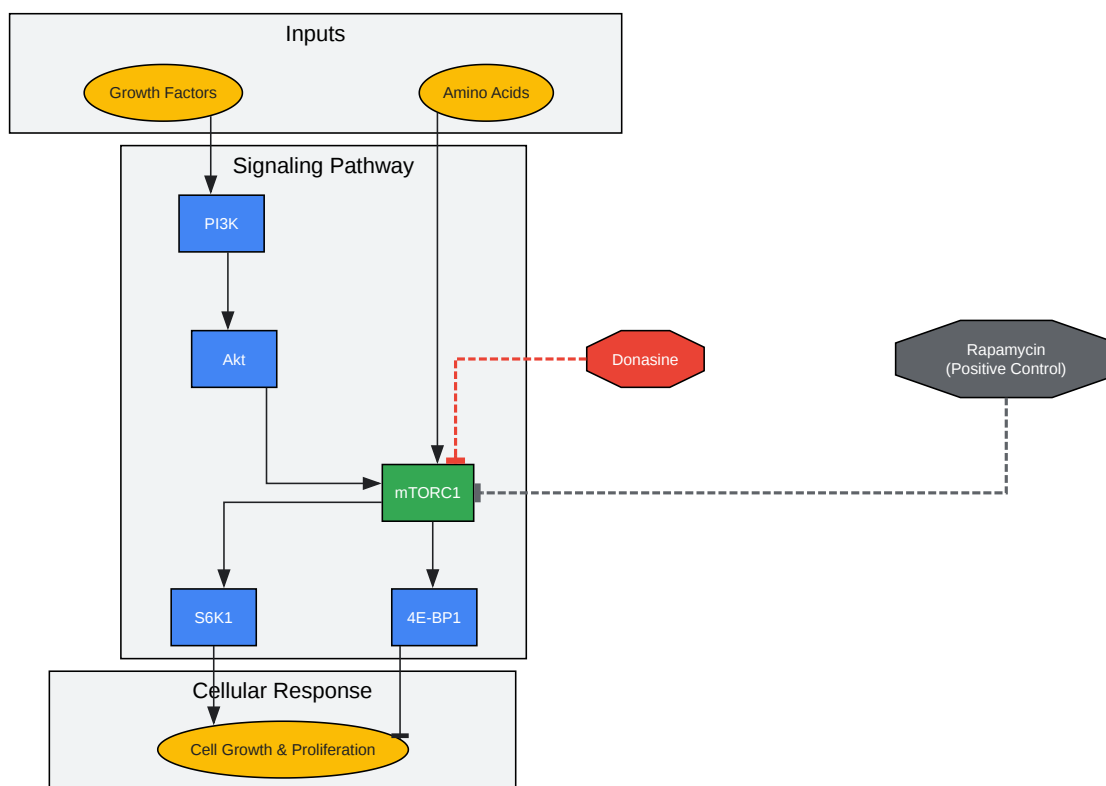 Inputs
Growth Factors
Amino Acids
Signaling Pathway
PI3K
Akt
Donasine
Rapamycin
(Positive Control)
mTORC1
S6K1
4E-BP1
Cellular Response
Cell Growth & Proliferation